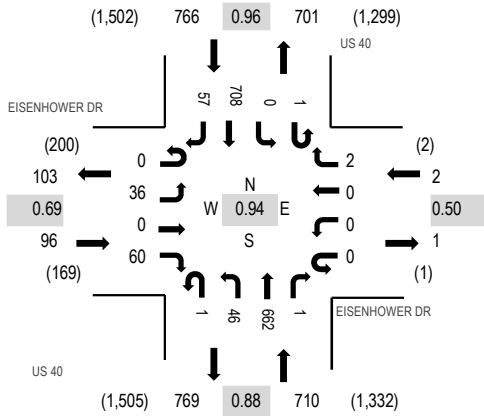 (1,502) 766 0.96 701 (1,299)
US 40
EISENHOWER DR
57 708 0 1
(200) 0 2 (2)
103 36 N 0 2
0.69 W 0.94 E 0.50
96 0 S 0 1
(169) 60 0 (1)
1 46 662 1
EISENHOWER DR
US 40
(1,505) 769 0.88 710 (1,332)